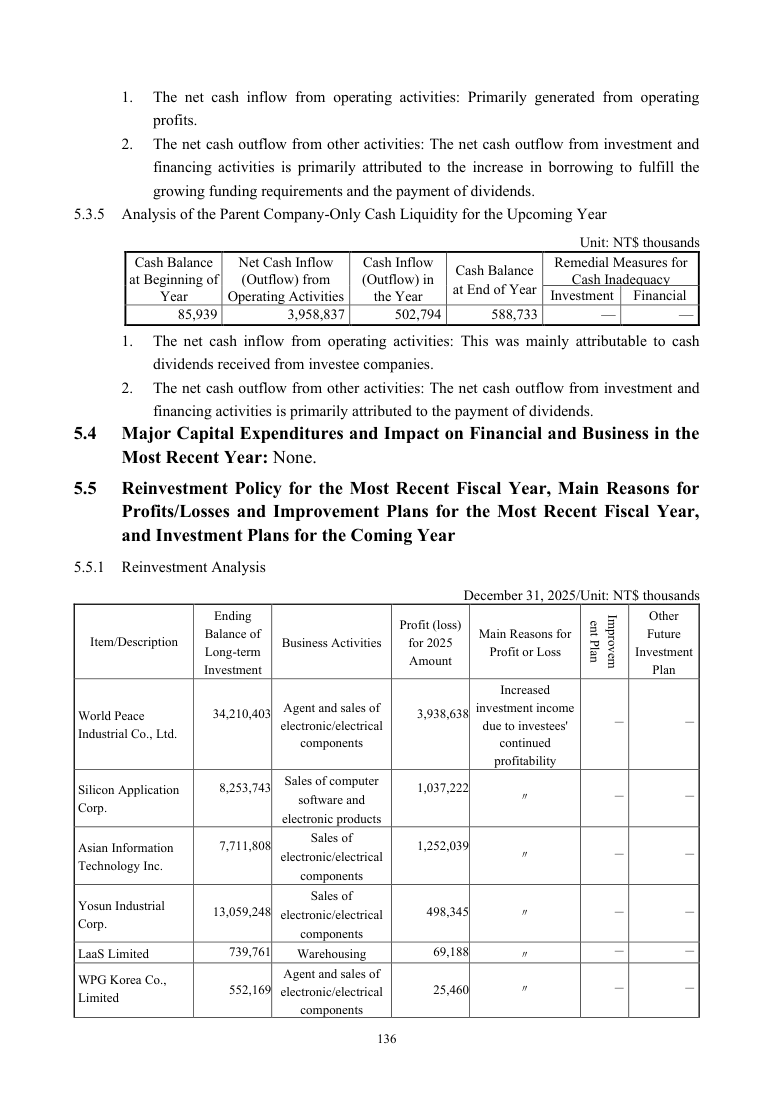 1. The net cash inflow from operating activities: Primarily generated from operating
profits.
2. The net cash outflow from other activities: The net cash outflow from investment and
financing activities is primarily attributed to the increase in borrowing to fulfill the
growing funding requirements and the payment of dividends.
5.3.5 Analysis of the Parent Company-Only Cash Liquidity for the Upcoming Year
Unit: NT$ thousands
Cash Balance
at Beginning of
Year
Net Cash Inflow
(Outflow) from
Operating Activities
Cash Inflow
(Outflow) in
the Year
Cash Balance
at End of Year
Remedial Measures for
Cash Inadequacy
Investment Financial
85,939 3,958,837 502,794 588,733 — —
1. The net cash inflow from operating activities: This was mainly attributable to cash
dividends received from investee companies.
2. The net cash outflow from other activities: The net cash outflow from investment and
financing activities is primarily attributed to the payment of dividends.
5.4 Major Capital Expenditures and Impact on Financial and Business in the
Most Recent Year: None.
5.5 Reinvestment Policy for the Most Recent Fiscal Year, Main Reasons for
Profits/Losses and Improvement Plans for the Most Recent Fiscal Year,
and Investment Plans for the Coming Year
5.5.1 Reinvestment Analysis
December 31, 2025/Unit: NT$ thousands
Item/Description
Ending
Balance of
Long-term
Investment
Business Activities
Profit (loss)
for 2025
Amount
Main Reasons for
Profit or Loss
Improvem
ent Plan
Other
Future
Investment
Plan
World Peace
Industrial Co., Ltd.
34,210,403
Agent and sales of
electronic/electrical
components
3,938,638
Increased
investment income
due to investees'
continued
profitability
— —
Silicon Application
Corp.
8,253,743
Sales of computer
software and
electronic products
1,037,222
〃 — —
Asian Information
Technology Inc.
7,711,808
Sales of
electronic/electrical
components
1,252,039
〃 — —
Yosun Industrial
Corp.
13,059,248
Sales of
electronic/electrical
components
498,345
〃 — —
LaaS Limited 739,761 Warehousing 69,188 〃 — —
WPG Korea Co.,
Limited
552,169
Agent and sales of
electronic/electrical
components
25,460
〃 — —
136